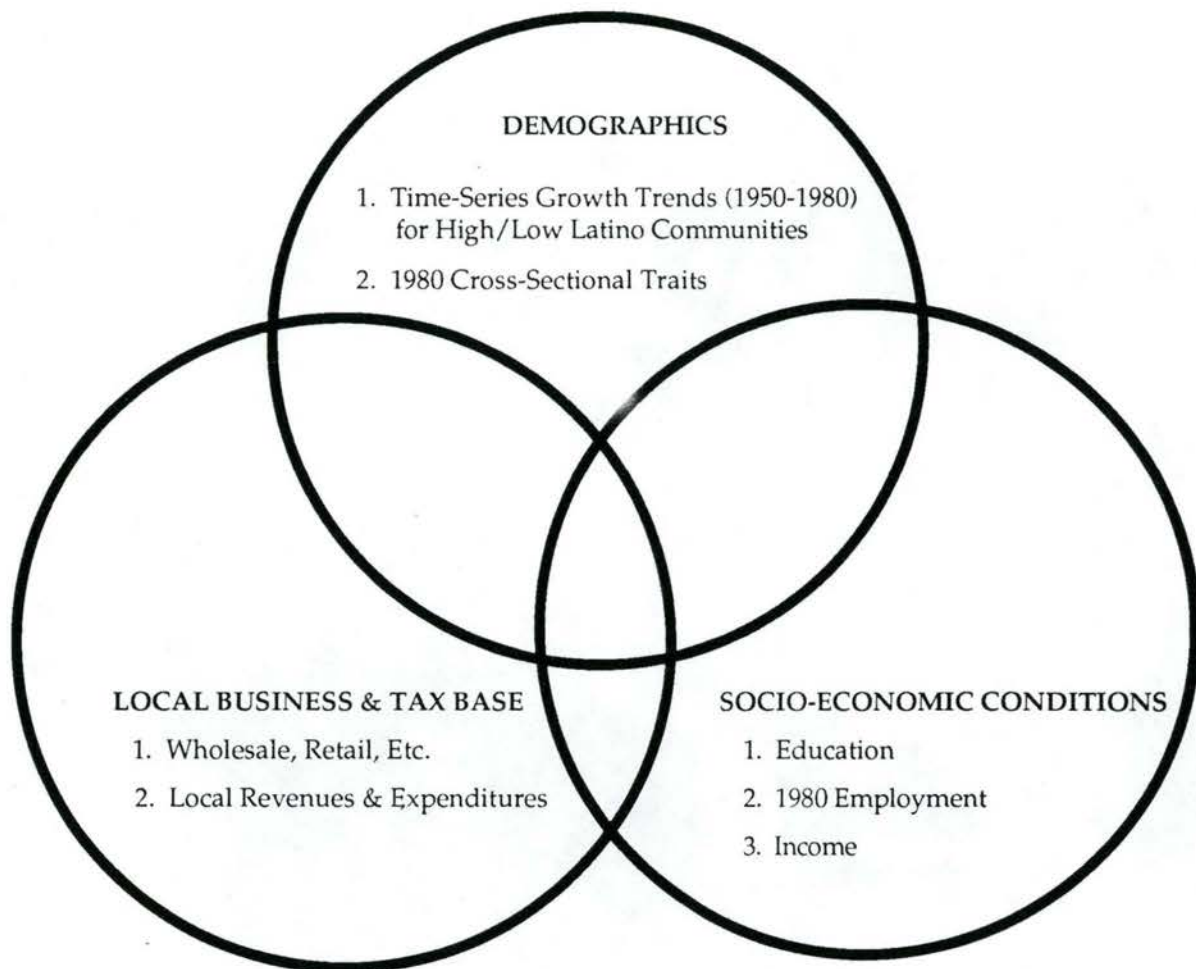 DEMOGRAPHICS
1. Time-Series Growth Trends (1950-1980)
for High/Low Latino Communities
2. 1980 Cross-Sectional Traits
LOCAL BUSINESS & TAX BASE
1. Wholesale, Retail, Etc.
2. Local Revenues & Expenditures
SOCIO-ECONOMIC CONDITIONS
1. Education
2. 1980 Employment
3. Income